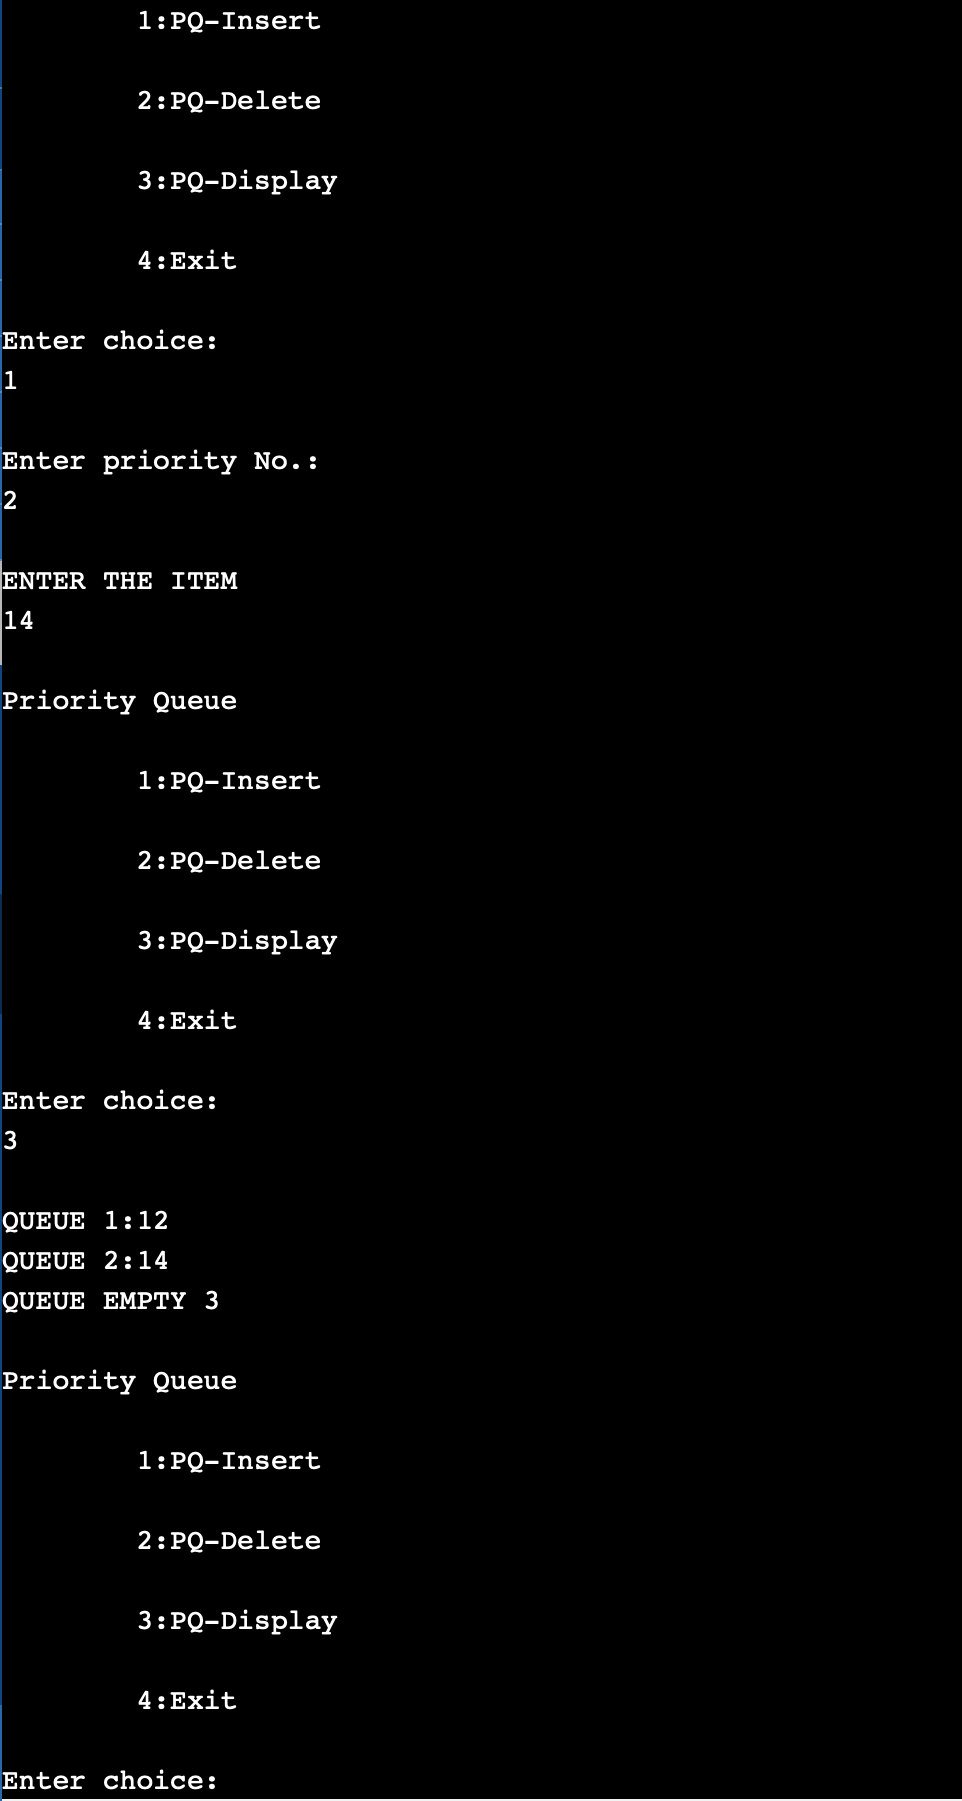 1:PQ-Insert
2:PQ-Delete
3:PQ-Display
4:Exit
Enter choice:
1
Enter priority No.:
2
ENTER THE ITEM
14
Priority Queue
1:PQ-Insert
2:PQ-Delete
3:PQ-Display
4:Exit
Enter choice:
3
QUEUE 1:12
QUEUE 2:14
QUEUE EMPTY 3
Priority Queue
1:PQ-Insert
2:PQ-Delete
3:PQ-Display
4:Exit
Enter choice: